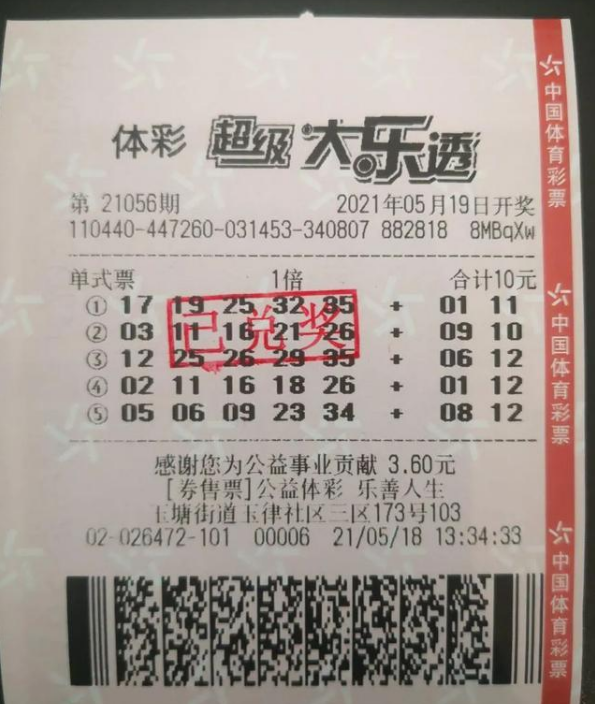 体彩 超级大乐透
第 21056期 2021年05月19日开奖
110440-447260-031453-340807 882818 8MBqXw
单式票 1倍 合计10元
① 17 19 25 32 35 + 01 11
② 03 11 16 21 26 + 09 10
③ 12 25 26 29 35 + 06 12
④ 02 11 16 18 26 + 01 12
⑤ 05 06 09 23 34 + 08 12
已兑奖
感谢您为公益事业贡献 3.60元
[券售票]公益体彩 乐善人生
玉塘街道玉律社区三区173号103
02-026472-101 00006 21/05/18 13:34:33
中国体育彩票
中国体育彩票
中国体育彩票